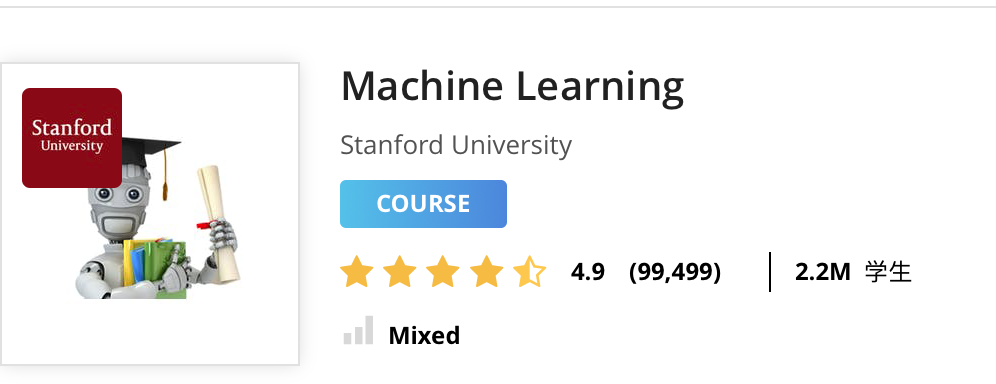 Stanford
University
Machine Learning
Stanford University
COURSE
4.9 (99,499) 2.2M 学生
Mixed